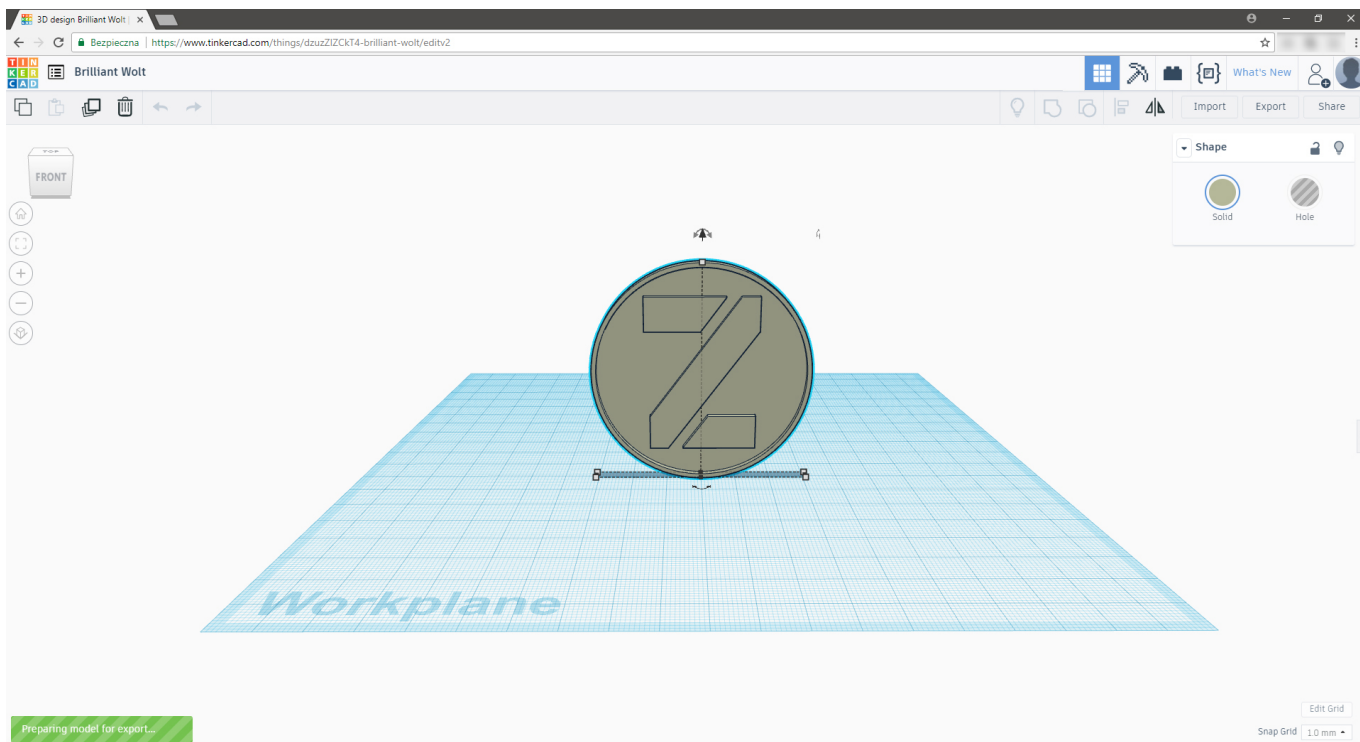 3D design Brilliant Wolt |
Bezpieczna | https://www.tinkercad.com/things/dzuzZlZCkT4-brilliant-wolt/editv2
TIN
KER
CAD
Brilliant Wolt
What's New
Import
Export
Share
TOP
FRONT
Shape
Solid
Hole
Workplane
Preparing model for export...
Edit Grid
Snap Grid
1.0 mm